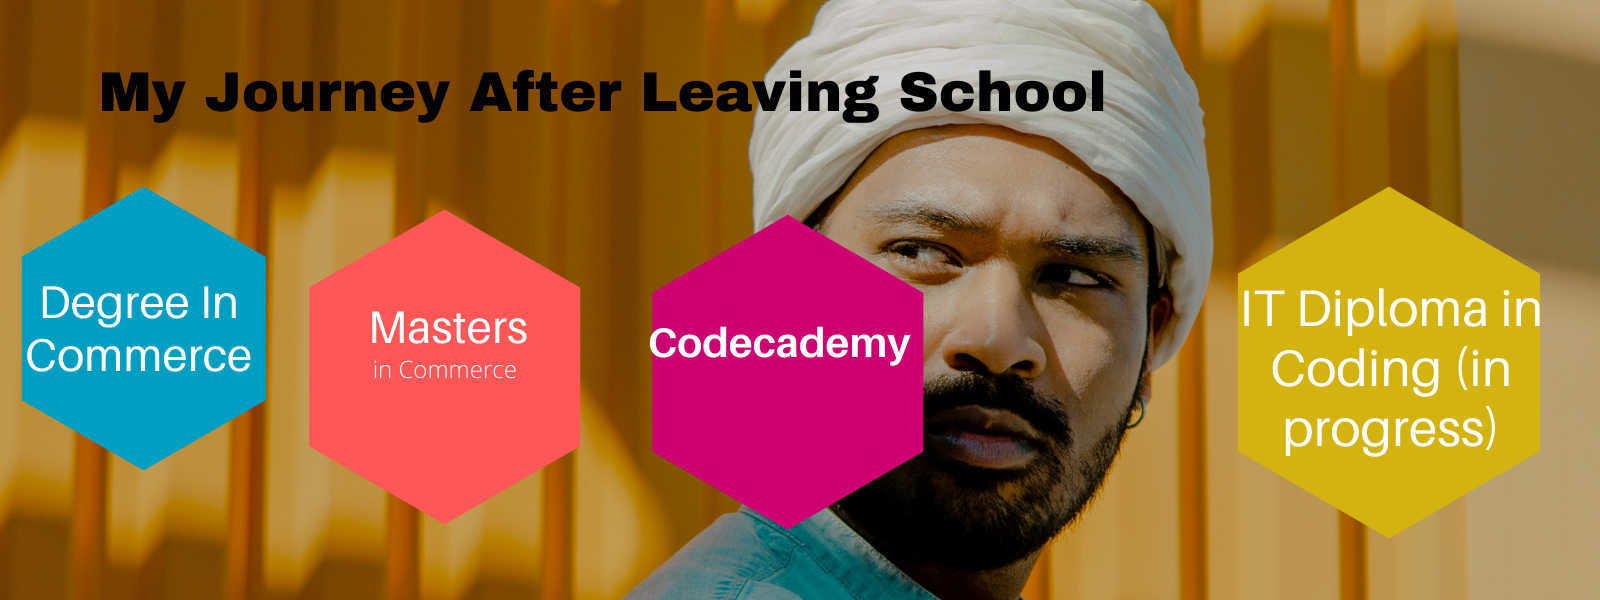 My Journey After Leaving School
Degree In
Commerce
Masters
in Commerce
Codecademy
IT Diploma in
Coding (in
progress)